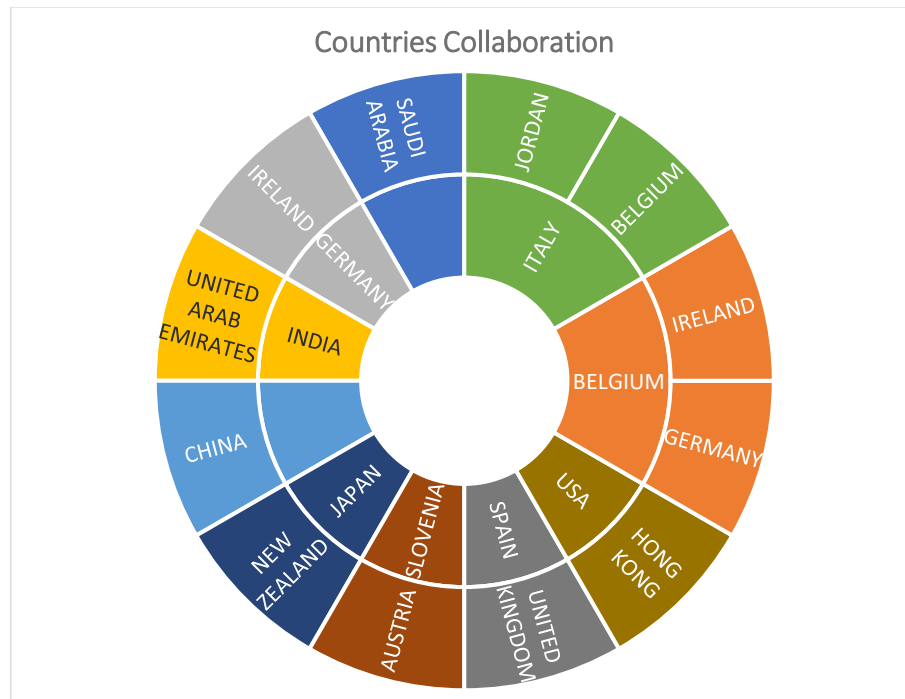 Countries Collaboration
JORDAN
BELGIUM
ITALY
IRELAND
GERMANY
BELGIUM
HONG
KONG
USA
UNITED
KINGDOM
SPAIN
AUSTRIA
SLOVENIA
NEW
ZEALAND
JAPAN
CHINA
UNITED
ARAB
EMIRATES
INDIA
IRELAND
GERMANY
SAUDI
ARABIA